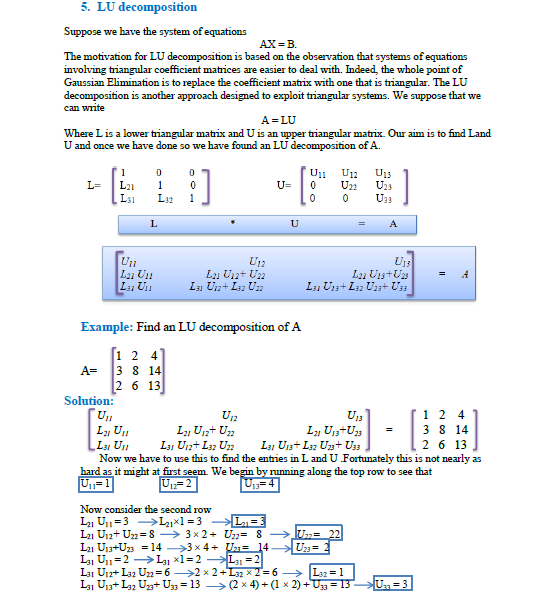 5. LU decomposition
Suppose we have the system of equations
AX = B.
The motivation for LU decomposition is based on the observation that systems of equations
involving triangular coefficient matrices are easier to deal with. Indeed, the whole point of
Gaussian Elimination is to replace the coefficient matrix with one that is triangular. The LU
decomposition is another approach designed to exploit triangular systems. We suppose that we
can write
A = LU
Where L is a lower triangular matrix and U is an upper triangular matrix. Our aim is to find Land
U and once we have done so we have found an LU decomposition of A.
1 0 0 U₁₁ U₁₂ U₁₃
L= L₂₁ 1 0 U= 0 U₂₂ U₂₃
L₃₁ L₃₂ 1 0 0 U₃₃
L * U = A
U₁₁ U₁₂ U₁₃
L₂₁ U₁₁ L₂₁ U₁₂+ U₂₂ L₂₁ U₁₃+U₂₃ = A
L₃₁ U₁₁ L₃₁ U₁₂+ L₃₂ U₂₂ L₃₁ U₁₃+ L₃₂ U₂₃+ U₃₃
Example: Find an LU decomposition of A
1 2 4
A= 3 8 14
2 6 13
Solution:
U₁₁ U₁₂ U₁₃ 1 2 4
L₂₁ U₁₁ L₂₁ U₁₂+ U₂₂ L₂₁ U₁₃+U₂₃ = 3 8 14
L₃₁ U₁₁ L₃₁ U₁₂+ L₃₂ U₂₂ L₃₁ U₁₃+ L₃₂ U₂₃+ U₃₃ 2 6 13
Now we have to use this to find the entries in L and U .Fortunately this is not nearly as
hard as it might at first seem. We begin by running along the top row to see that
U₁₁= 1 U₁₂= 2 U₁₃= 4
Now consider the second row
L₂₁ U₁₁ = 3 → L₂₁×1 = 3 → L₂₁ = 3
L₂₁ U₁₂+ U₂₂ = 8 → 3 × 2 + U₂₂= 8 → U₂₂= 22
L₂₁ U₁₃+U₂₃ = 14 → 3 × 4 + U₂₃= 14 → U₂₃= 2
L₃₁ U₁₁ = 2 → L₃₁ ×1 = 2 → L₃₁ = 2
L₃₁ U₁₂+ L₃₂ U₂₂ = 6 → 2 × 2 + L₃₂ × 2 = 6 → L₃₂ = 1
L₃₁ U₁₃+ L₃₂ U₂₃+ U₃₃ = 13 → (2 × 4) + (1 × 2) + U₃₃ = 13 → U₃₃ = 3